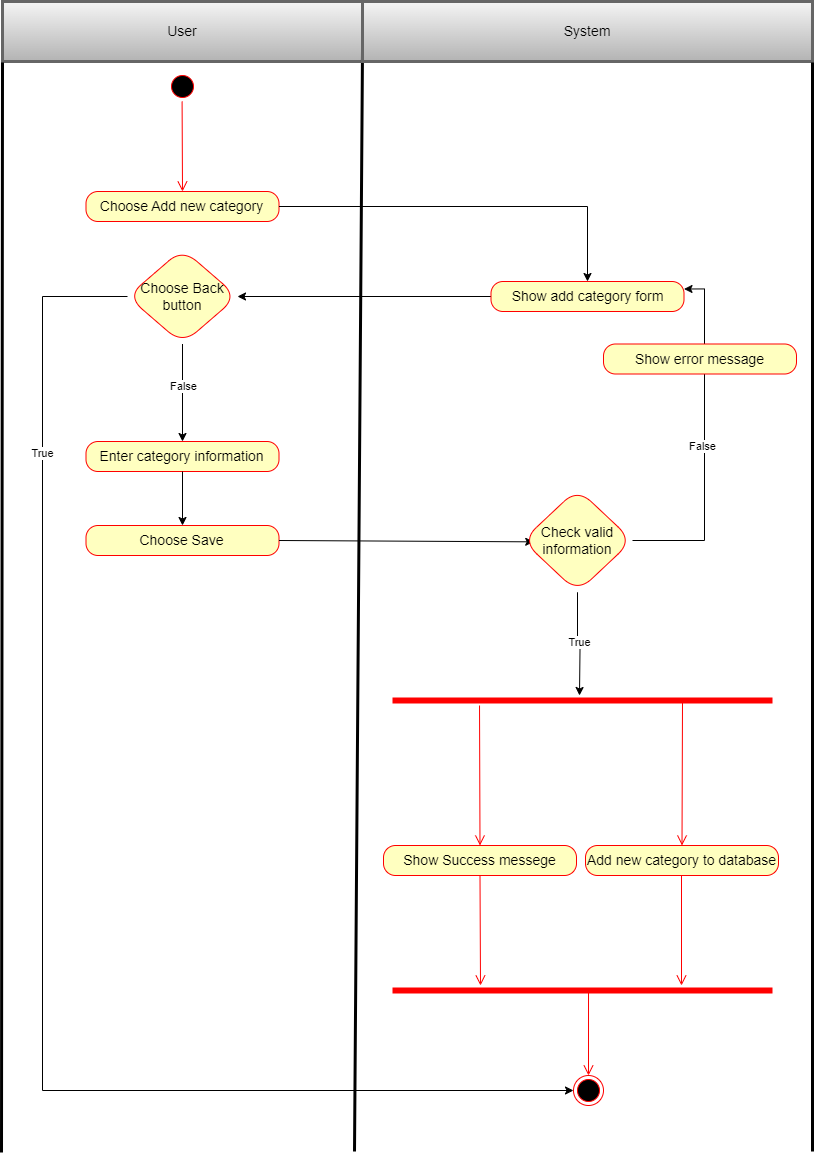 User
System
Choose Add new category
Choose Back
button
Show add category form
Show error message
False
False
True
Enter category information
Choose Save
Check valid
information
True
Show Success messege
Add new category to database